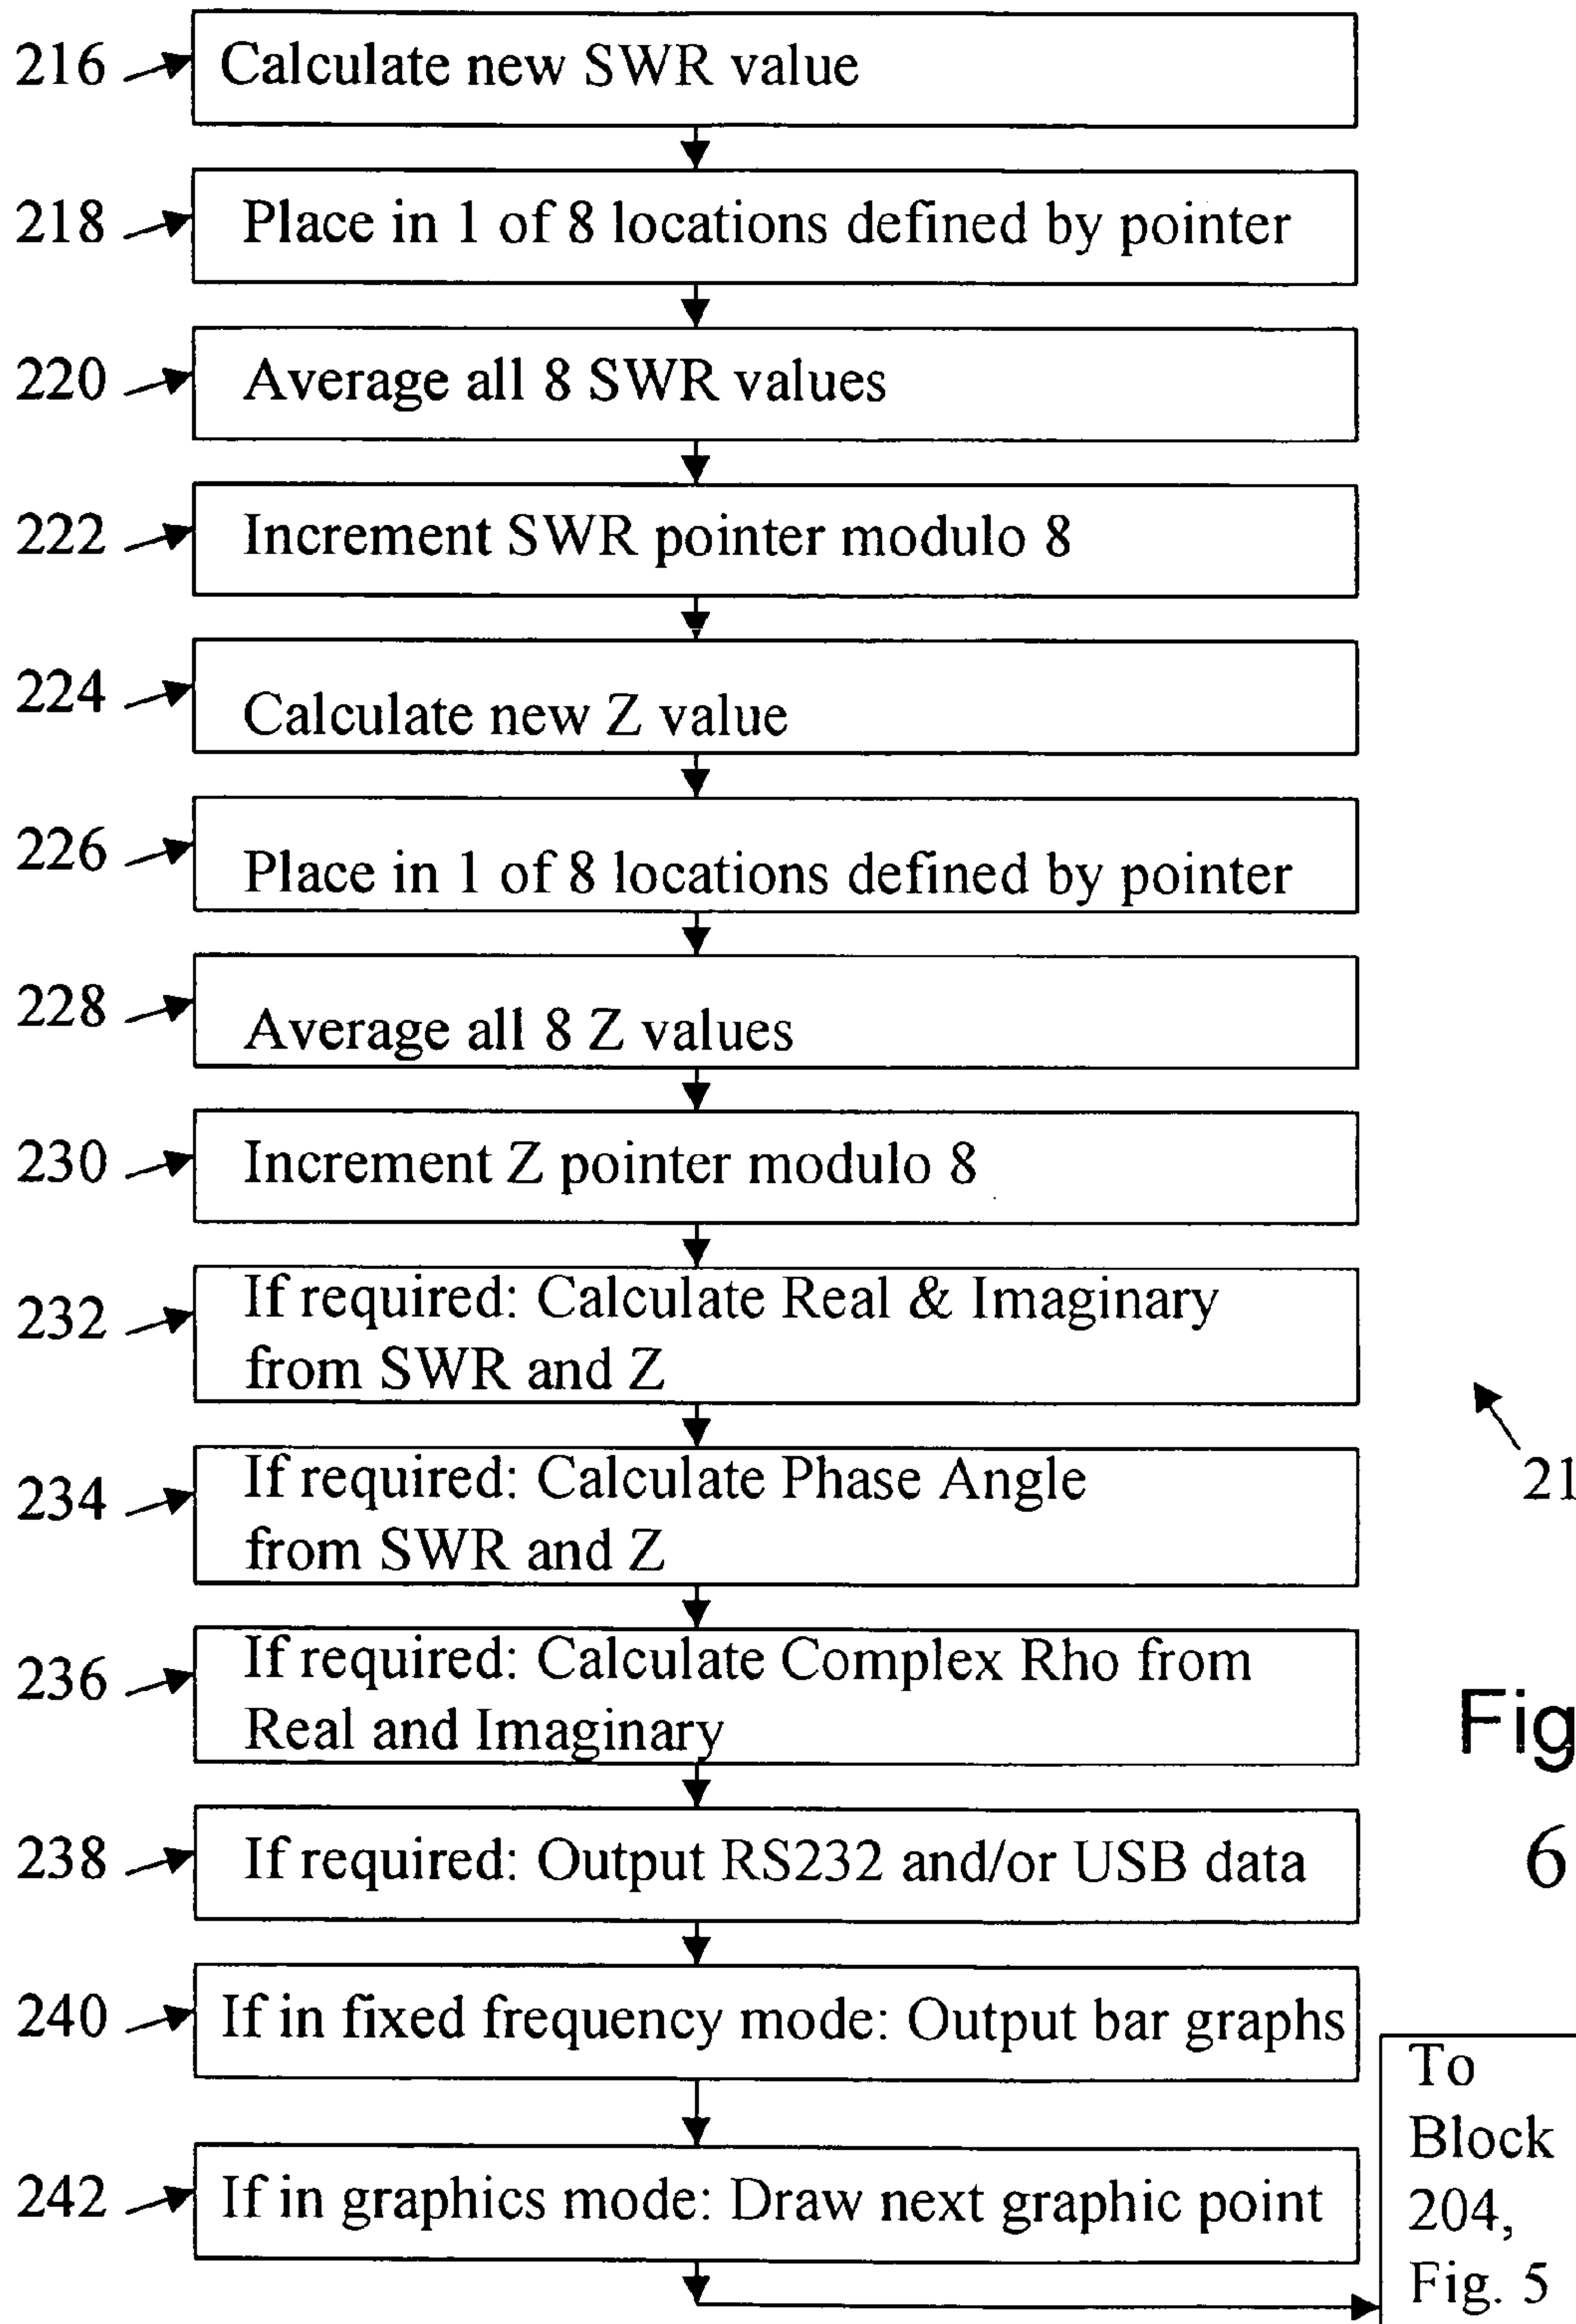 216
Calculate new SWR value
218
Place in 1 of 8 locations defined by pointer
220
Average all 8 SWR values
222
Increment SWR pointer modulo 8
224
Calculate new Z value
226
Place in 1 of 8 locations defined by pointer
228
Average all 8 Z values
230
Increment Z pointer modulo 8
232
If required: Calculate Real & Imaginary
from SWR and Z
234
If required: Calculate Phase Angle
from SWR and Z
21
236
If required: Calculate Complex Rho from
Real and Imaginary
Fig
6
238
If required: Output RS232 and/or USB data
240
If in fixed frequency mode: Output bar graphs
242
If in graphics mode: Draw next graphic point
To
Block
204,
Fig. 5